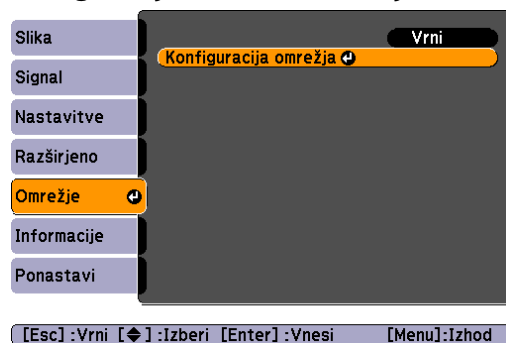 Slika
Signal
Nastavitve
Razširjeno
Omrežje
Informacije
Ponastavi
Vrni
Konfiguracija omrežja
[Esc] :Vrni [◆] :Izberi [Enter] :Vnesi [Menu]:Izhod